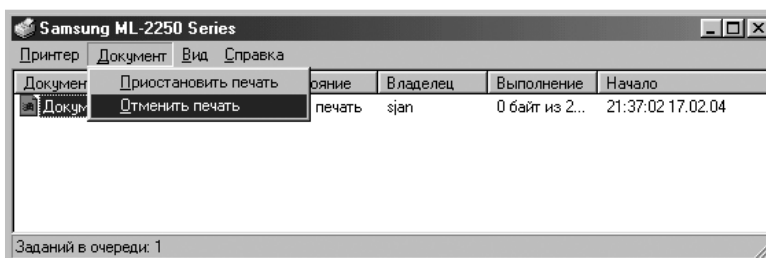 Samsung ML-2250 Series
Принтер Документ Вид Справка
Докумен Приостановить печать ояние Владелец Выполнение Начало
Докум Отменить печать печать sjan 0 байт из 2... 21:37:02 17.02.04
Заданий в очереди: 1